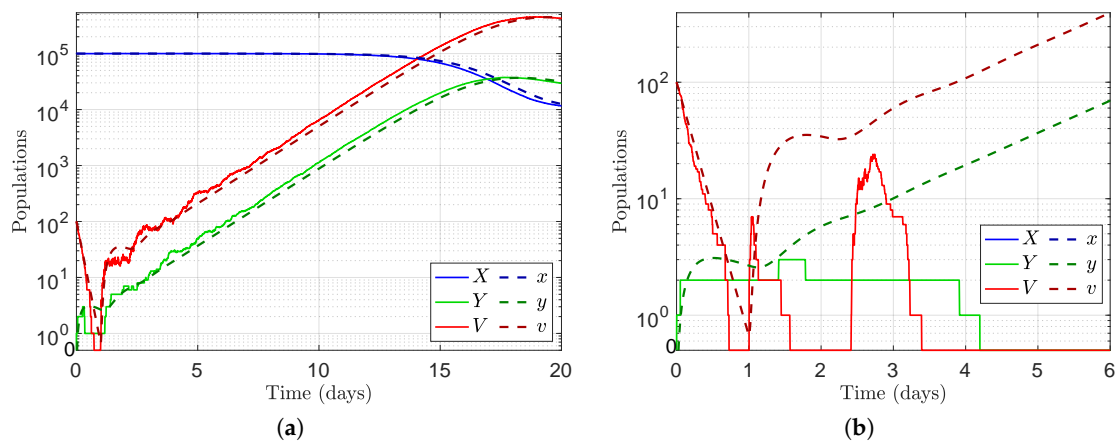 Populations
10^5
10^4
10^3
10^2
10^1
10^0
0
X x
Y y
V v
0 5 10 15 20
Time (days)
(a)
Populations
10^2
10^1
10^0
0
X x
Y y
V v
0 1 2 3 4 5 6
Time (days)
(b)